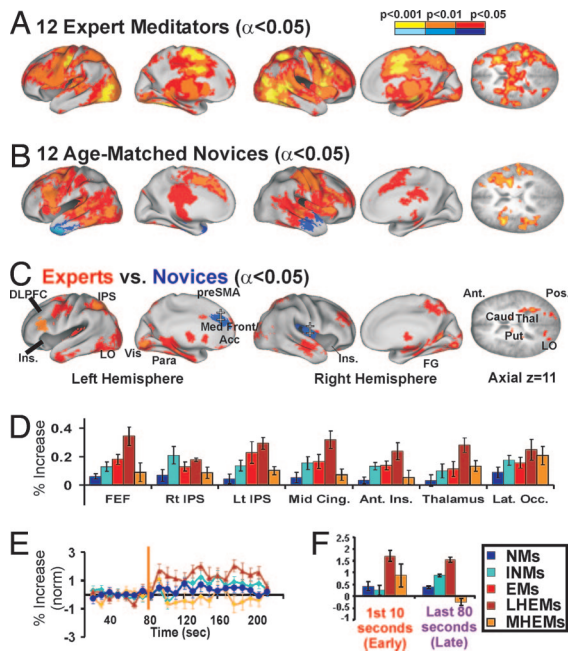 A 12 Expert Meditators (α<0.05)
p<0.001 p<0.01 p<0.05
B 12 Age-Matched Novices (α<0.05)
C Experts vs. Novices (α<0.05)
DLPFC IPS preSMA Ant. Pos.
Med Front/ Caud Thal
Acc Put
Ins. LO Vis Para Ins. FG LO
Left Hemisphere Right Hemisphere Axial z=11
D
% Increase
0.4
0.2
0
FEF Rt IPS Lt IPS Mid Cing. Ant. Ins. Thalamus Lat. Occ.
E
% Increase
(norm)
3
1
-1
-3
40 80 120 160 200
Time (sec)
F
2.5
2
1.5
1
0.5
0
-0.5
-1
1st 10
seconds
(Early)
Last 80
seconds
(Late)
NMs
INMs
EMs
LHEMs
MHEMs